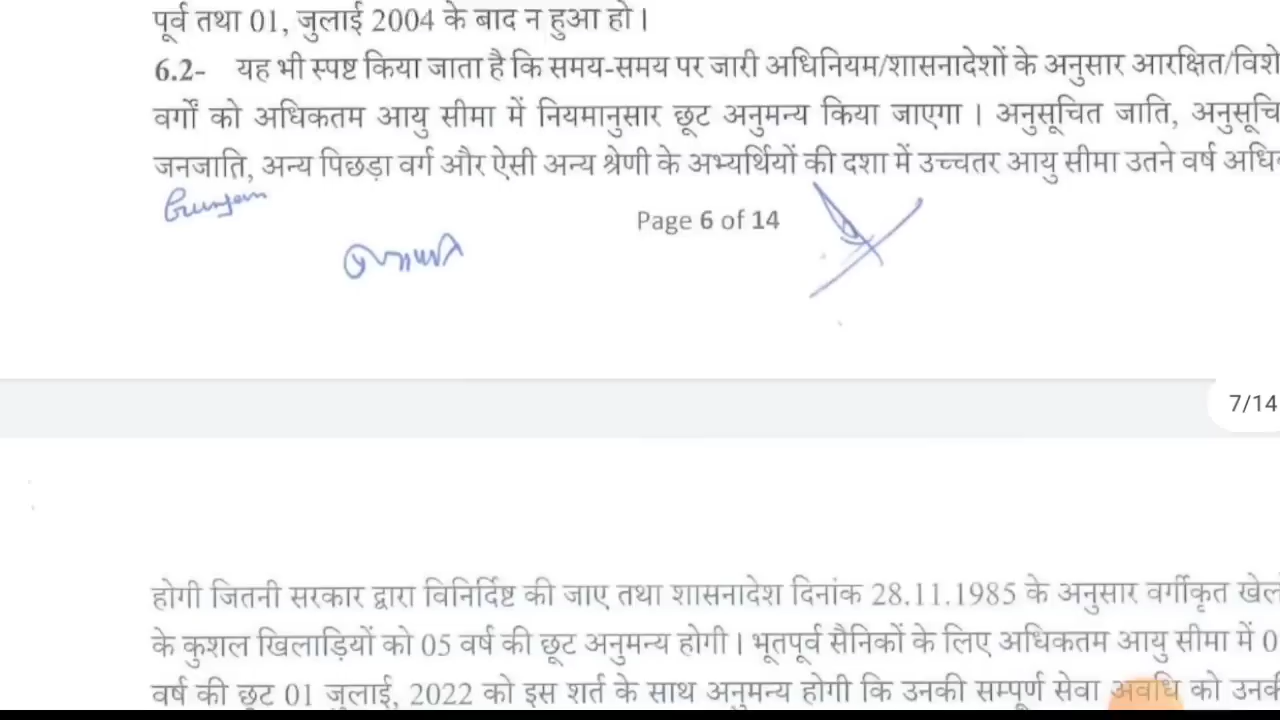 पूर्व तथा 01, जुलाई 2004 के बाद न हुआ हो।
6.2- यह भी स्पष्ट किया जाता है कि समय-समय पर जारी अधिनियम/शासनादेशों के अनुसार आरक्षित/विशे
वर्गों को अधिकतम आयु सीमा में नियमानुसार छूट अनुमन्य किया जाएगा। अनुसूचित जाति, अनुसूचि
जनजाति, अन्य पिछड़ा वर्ग और ऐसी अन्य श्रेणी के अभ्यर्थियों की दशा में उच्चतर आयु सीमा उतने वर्ष अधि
Gunjan
Page 6 of 14
7/14
होगी जितनी सरकार द्वारा विनिर्दिष्ट की जाए तथा शासनादेश दिनांक 28.11.1985 के अनुसार वर्गीकृत खेलो
के कुशल खिलाड़ियों को 05 वर्ष की छूट अनुमन्य होगी। भूतपूर्व सैनिकों के लिए अधिकतम आयु सीमा में 0
वर्ष की छूट 01 जुलाई, 2022 को इस शर्त के साथ अनुमन्य होगी कि उनकी सम्पूर्ण सेवा अवधि को उनकी